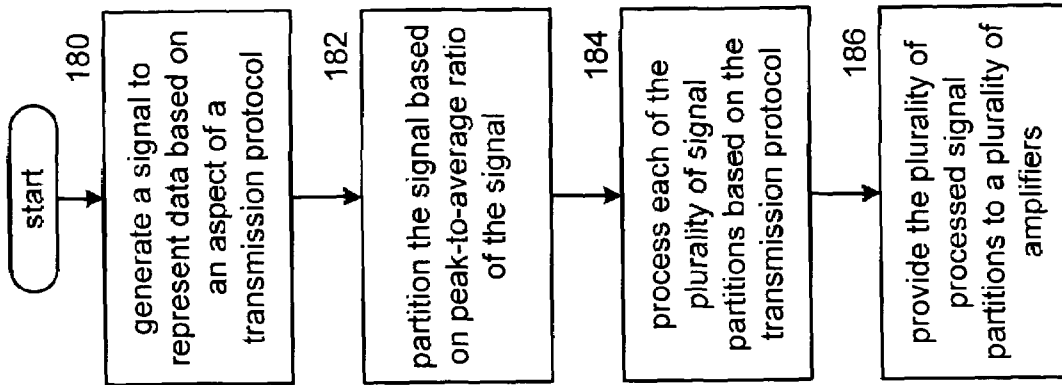 start
180
generate a signal to
represent data based on
an aspect of a
transmission protocol
182
partition the signal based
on peak-to-average ratio
of the signal
184
process each of the
plurality of signal
partitions based on the
transmission protocol
186
provide the plurality of
processed signal
partitions to a plurality of
amplifiers